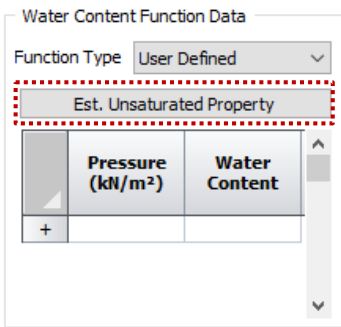 Water Content Function Data
Function Type User Defined
Est. Unsaturated Property
Pressure Water
(kN/m²) Content
+